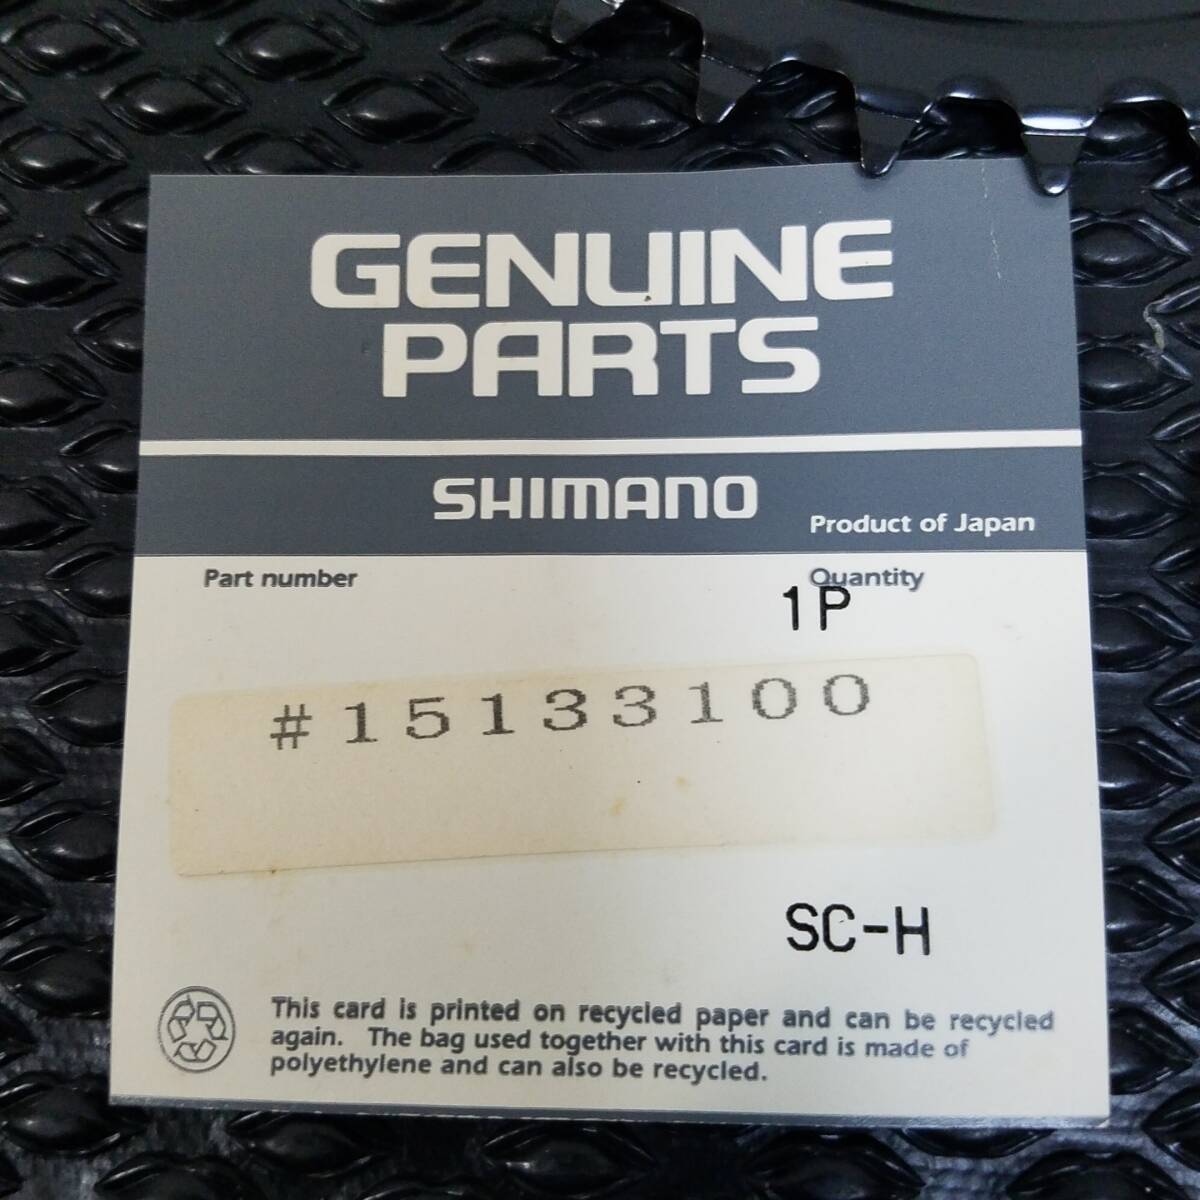 GENUINE
PARTS
SHIMANO
Product of Japan
Part number
Quantity
1P
#15133100
SC-H
This card is printed on recycled paper and can be recycled
again. The bag used together with this card is made of
polyethylene and can also be recycled.